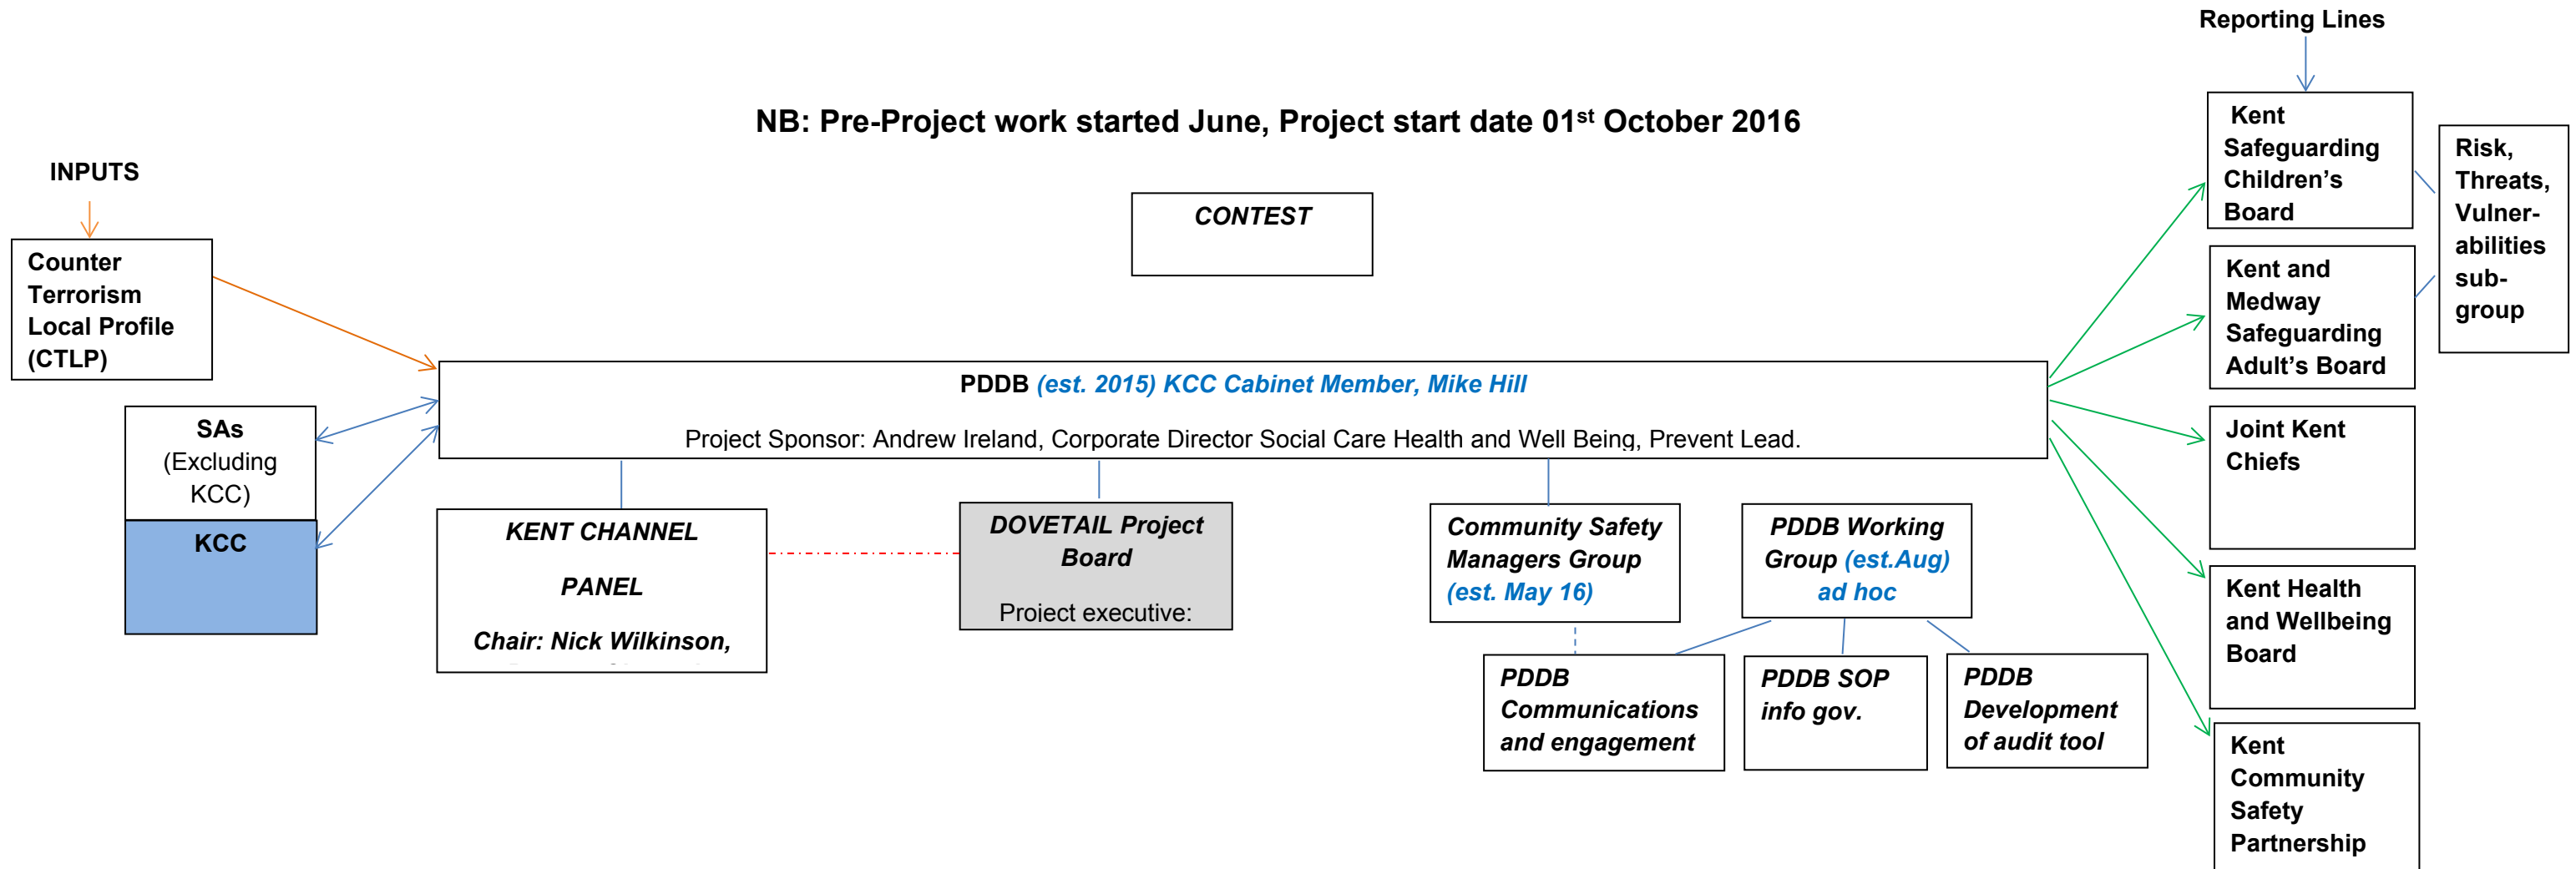 Reporting Lines
NB: Pre-Project work started June, Project start date 01st October 2016
INPUTS
CONTEST
Counter
Terrorism
Local Profile
(CTLP)
Kent
Safeguarding
Children's
Board
Risk,
Threats,
Vulner-
abilities
sub-
group
Kent and
Medway
Safeguarding
Adult's Board
PDDB (est. 2015) KCC Cabinet Member, Mike Hill
Project Sponsor: Andrew Ireland, Corporate Director Social Care Health and Well Being, Prevent Lead.
SAs
(Excluding
KCC)
KCC
Joint Kent
Chiefs
KENT CHANNEL
PANEL
Chair: Nick Wilkinson,
DOVETAIL Project
Board
Project executive:
Community Safety
Managers Group
(est. May 16)
PDDB Working
Group (est.Aug)
ad hoc
Kent Health
and Wellbeing
Board
PDDB
Communications
and engagement
PDDB SOP
info gov.
PDDB
Development
of audit tool
Kent
Community
Safety
Partnership